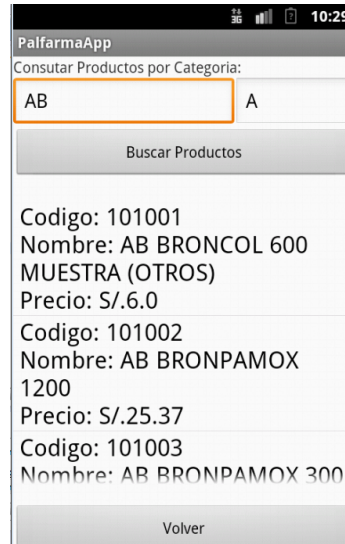 3G ? 10:29
PalfarmaApp
Consutar Productos por Categoria:
AB A
Buscar Productos
Codigo: 101001
Nombre: AB BRONCOL 600
MUESTRA (OTROS)
Precio: S/.6.0
Codigo: 101002
Nombre: AB BRONPAMOX
1200
Precio: S/.25.37
Codigo: 101003
Nombre: AB BRONPAMOX 300
Volver